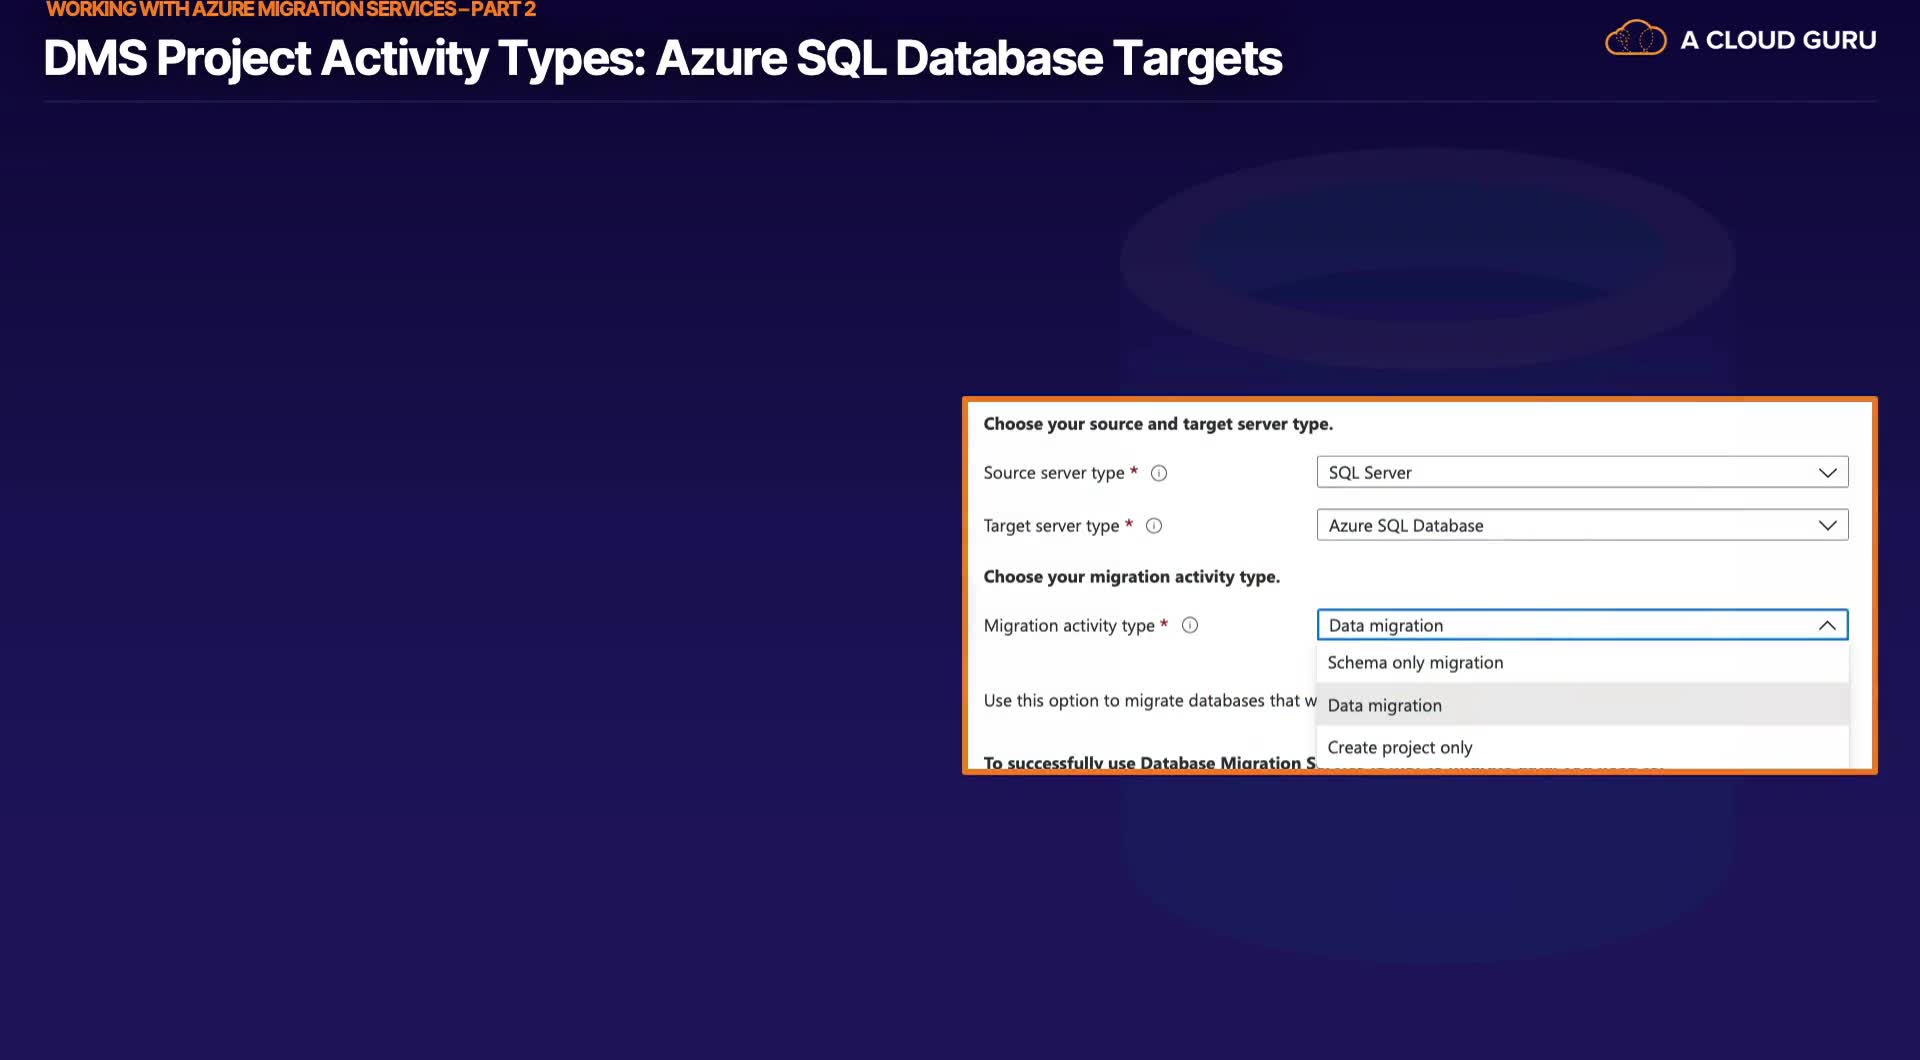 WORKING WITH AZURE MIGRATION SERVICES – PART 2
DMS Project Activity Types: Azure SQL Database Targets
A CLOUD GURU
Choose your source and target server type.
Source server type *
SQL Server
Target server type *
Azure SQL Database
Choose your migration activity type.
Migration activity type *
Data migration
Schema only migration
Use this option to migrate databases that w
Data migration
Create project only
To successfully use Database Migration S